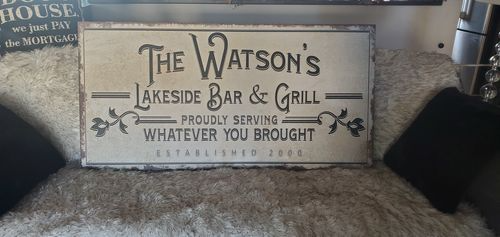 HOUSE.
we just PAY
the MORTGAGE
THE WATSON'S
LAKESIDE BAR & GRILL
PROUDLY SERVING
WHATEVER YOU BROUGHT
ESTABLISHED 2000